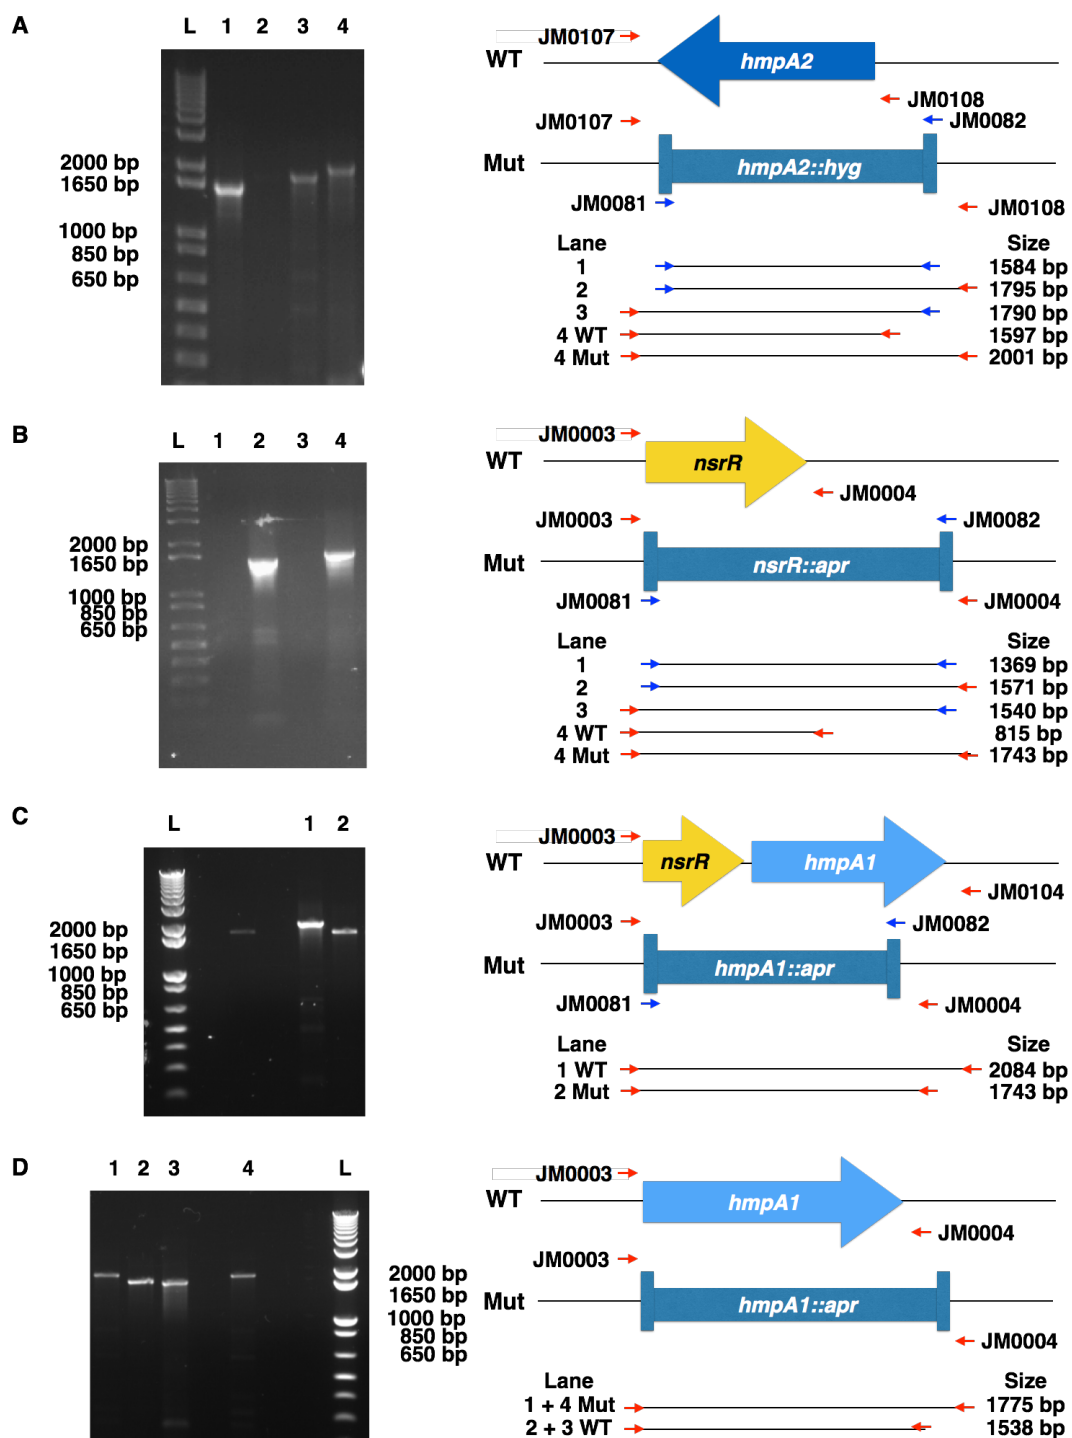 A
L 1 2 3 4
2000 bp
1650 bp
1000 bp
850 bp
650 bp
JM0107
WT
hmpA2
JM0108
JM0107
JM0082
Mut
hmpA2::hyg
JM0081
JM0108
Lane Size
1 1584 bp
2 1795 bp
3 1790 bp
4 WT 1597 bp
4 Mut 2001 bp
B
L 1 2 3 4
2000 bp
1650 bp
1000 bp
850 bp
650 bp
JM0003
WT
nsrR
JM0004
JM0003
JM0082
Mut
nsrR::apr
JM0081
JM0004
Lane Size
1 1369 bp
2 1571 bp
3 1540 bp
4 WT 815 bp
4 Mut 1743 bp
C
L 1 2
2000 bp
1650 bp
1000 bp
850 bp
650 bp
JM0003
WT
nsrR hmpA1
JM0104
JM0003
JM0082
Mut
hmpA1::apr
JM0081
JM0004
Lane Size
1 WT 2084 bp
2 Mut 1743 bp
D
1 2 3 4 L
2000 bp
1650 bp
1000 bp
850 bp
650 bp
JM0003
WT
hmpA1
JM0004
JM0003
Mut
hmpA1::apr
JM0004
Lane Size
1 + 4 Mut 1775 bp
2 + 3 WT 1538 bp